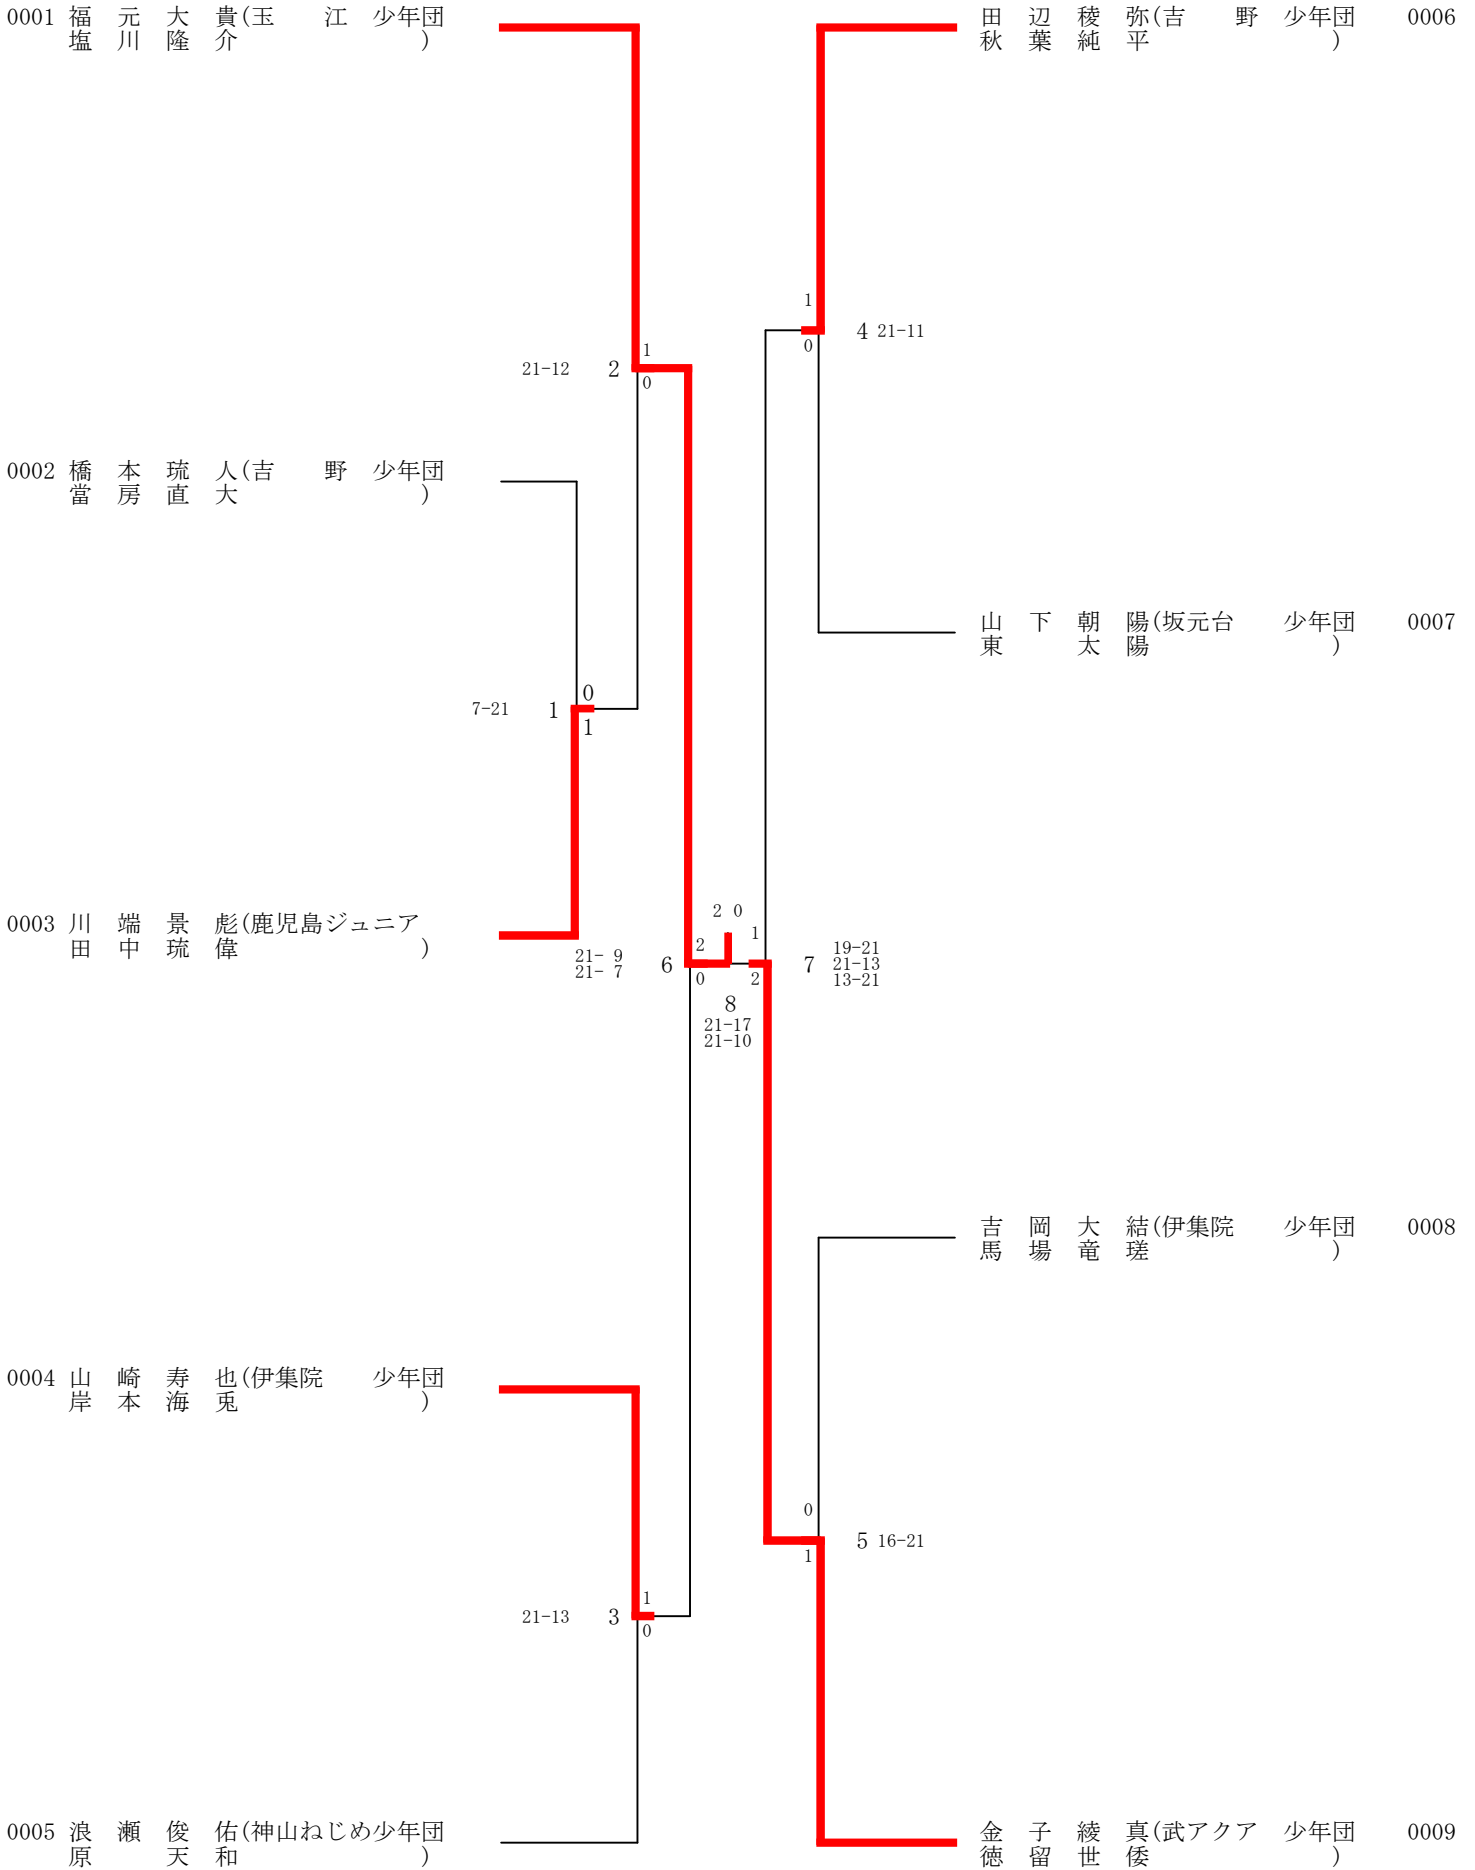 0001 福 元 大 貴(玉 江 少年団
塩 川 隆 介 )
田 辺 稜 弥(吉 野 少年団 0006
秋 葉 純 平 )
1
0
4 21-11
21-12 2
1
0
0002 橋 本 琉 人(吉 野 少年団
當 房 直 大 )
山 下 朝 陽(坂元台 少年団 0007
東 太 陽 )
7-21 1
0
1
0003 川 端 景 彪(鹿児島ジュニア
田 中 琉 偉 )
21- 9
21- 7
6
2
0
2 0
1
2
7
19-21
21-13
13-21
8
21-17
21-10
吉 岡 大 結(伊集院 少年団 0008
馬 場 竜 瑳 )
0004 山 崎 寿 也(伊集院 少年団
岸 本 海 兎 )
0
1
5 16-21
21-13 3
1
0
0005 浪 瀬 俊 佑(神山ねじめ少年団
原 天 和 )
金 子 綾 真(武アクア 少年団 0009
徳 留 世 倭 )